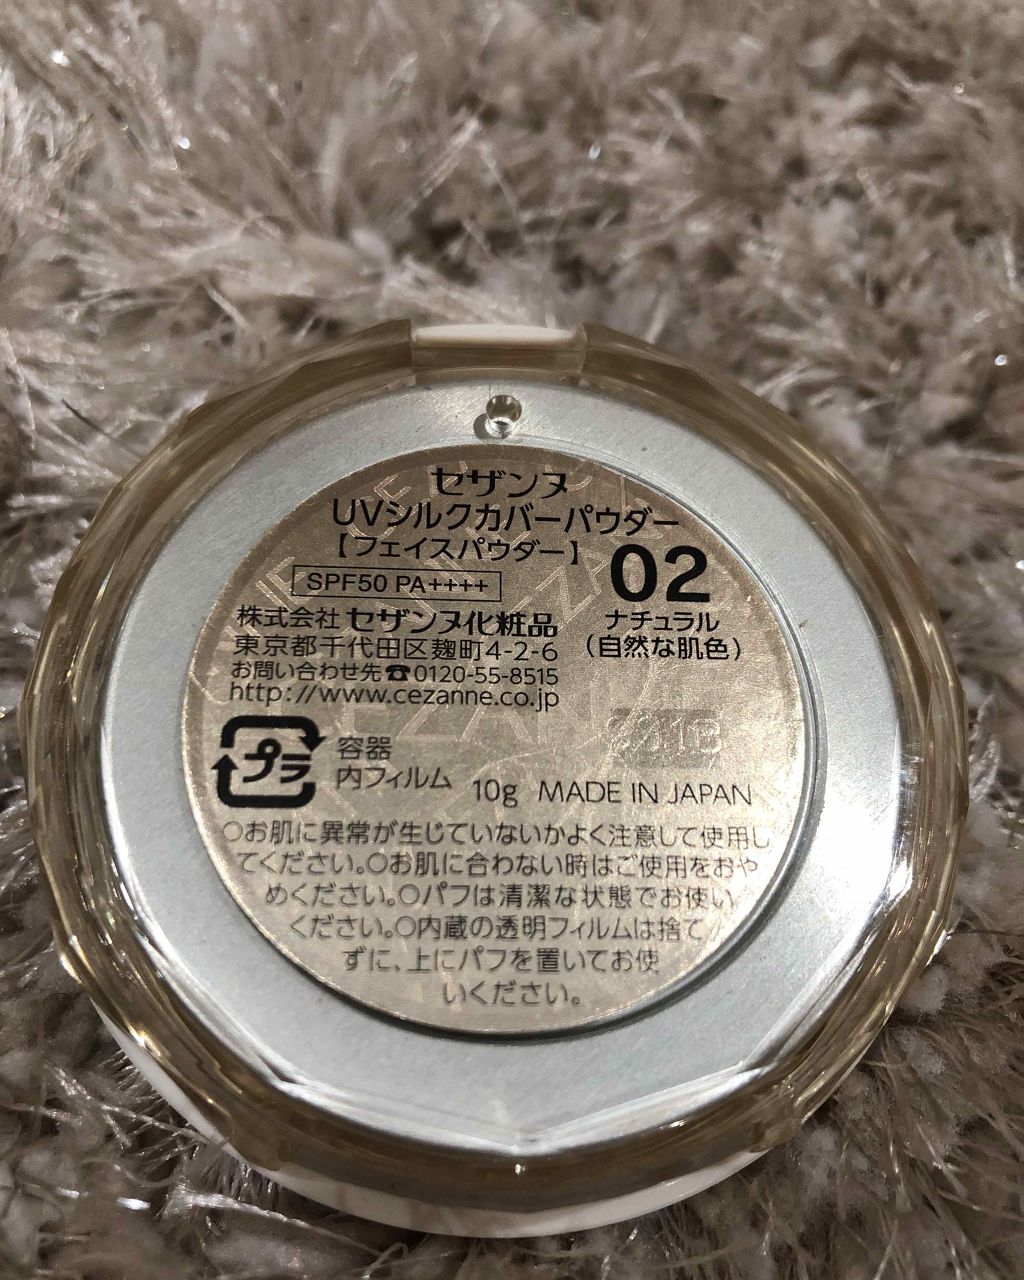 セザンヌ
UVシルクカバーパウダー
【フェイスパウダー】
02
SPF50 PA++++
ナチュラル
(自然な肌色)
株式会社 セザンヌ化粧品
東京都千代田区麹町4-2-6
お問い合わせ先☎0120-55-8515
http://www.cezanne.co.jp
プラ
容器
内フィルム
10g MADE IN JAPAN
○お肌に異常が生じていないかよく注意して使用し
てください。○お肌に合わない時はご使用をおや
めください。○パフは清潔な状態でお使い
ください。○内蔵の透明フィルムは捨て
ずに、上にパフを置いてお使
いください。